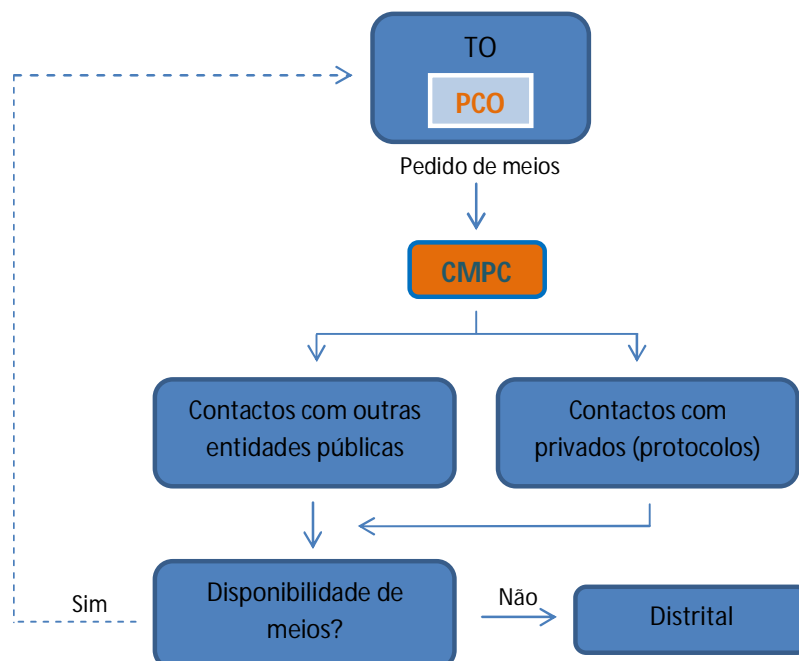 TO
PCO
Pedido de meios
CMPC
Contactos com outras
entidades públicas
Contactos com
privados (protocolos)
Sim
Disponibilidade de
meios?
Não
Distrital